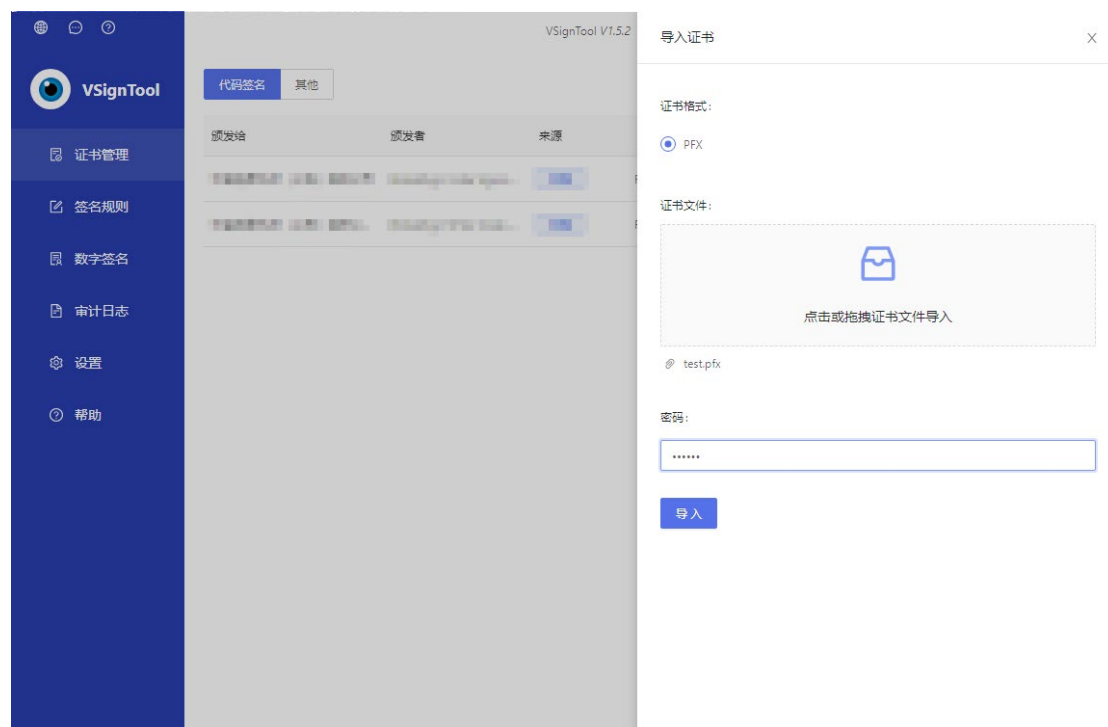 VSignTool
证书管理
签名规则
数字签名
审计日志
设置
帮助
VSignTool V1.5.2
代码签名 其他
颁发给 颁发者 来源
导入证书
证书格式:
PFX
证书文件:
点击或拖拽证书文件导入
test.pfx
密码:
••••••
导入